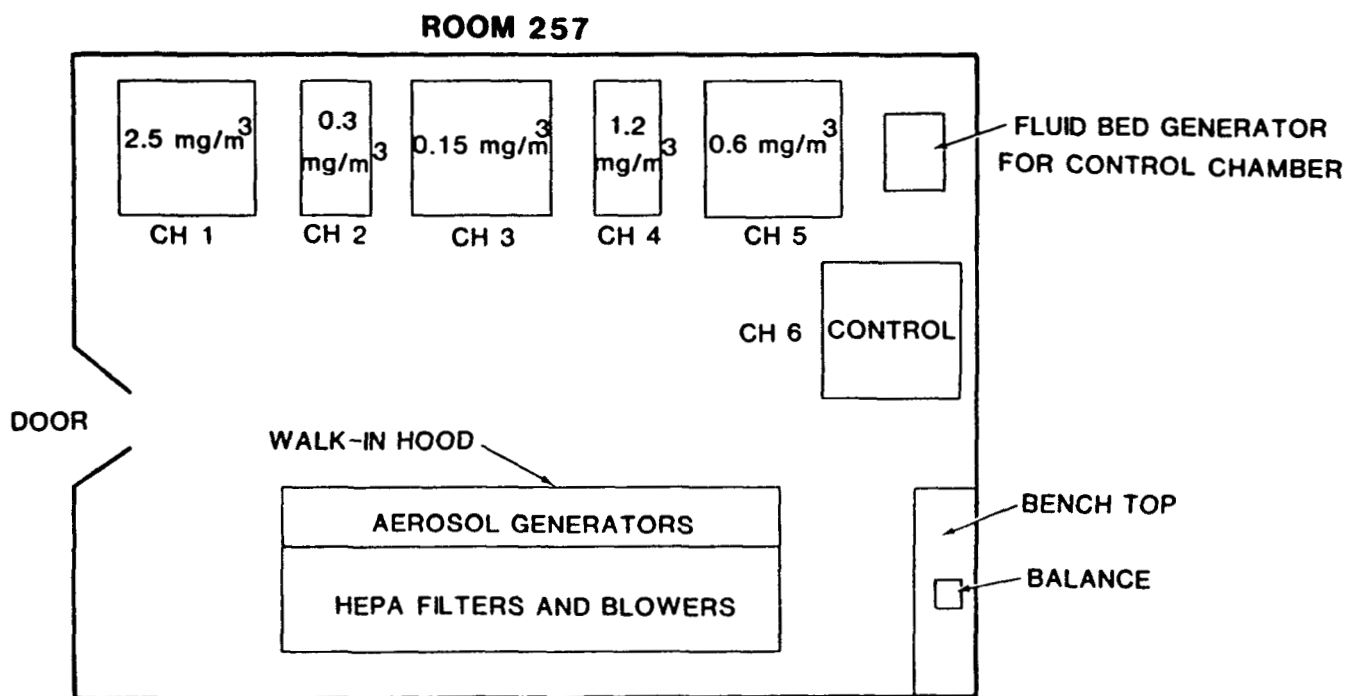 ROOM 257
2.5 mg/m³
0.3
mg/m³
0.15 mg/m³
1.2
mg/m³
0.6 mg/m³
FLUID BED GENERATOR
FOR CONTROL CHAMBER
CH 1
CH 2
CH 3
CH 4
CH 5
CH 6
CONTROL
DOOR
WALK-IN HOOD
AEROSOL GENERATORS
HEPA FILTERS AND BLOWERS
BENCH TOP
BALANCE